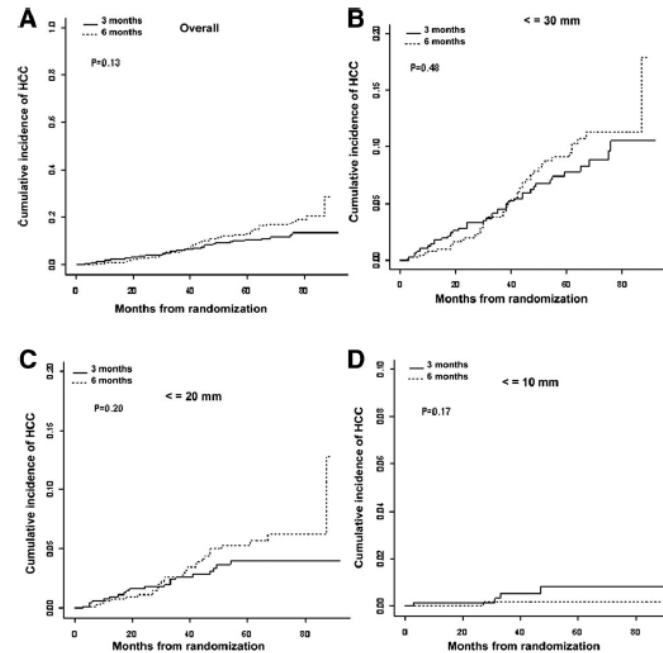 A
Overall
3 months
6 months
P=0.13
Cumulative incidence of HCC
1.0
0.8
0.6
0.4
0.2
0.0
0 20 40 60 80
Months from randomization
B
< = 30 mm
3 months
6 months
P=0.48
Cumulative incidence of HCC
0.20
0.15
0.10
0.05
0.00
0 20 40 60 80
Months from randomization
C
3 months
6 months
< = 20 mm
P=0.20
Cumulative incidence of HCC
0.20
0.15
0.10
0.05
0.00
0 20 40 60 80
Months from randomization
D
3 months
6 months
< = 10 mm
P=0.17
Cumulative incidence of HCC
0.10
0.08
0.06
0.04
0.02
0.00
0 20 40 60 80
Months from randomization